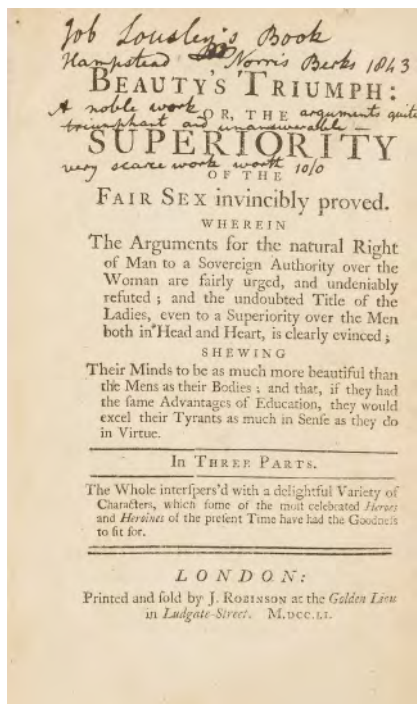 Job Lousley's Book
Hampstead Norris Berks 1843
BEAUTY'S TRIUMPH:
A noble work arguments quite
OR, THE
triumphant and unanswerable —
SUPERIORITY
very scarce work worth 10/0
OF THE
FAIR SEX invincibly proved.
WHEREIN
The Arguments for the natural Right
of Man to a Sovereign Authority over the
Woman are fairly urged, and undeniably
refuted; and the undoubted Title of the
Ladies, even to a Superiority over the Men
both in Head and Heart, is clearly evinced;
SHEWING
Their Minds to be as much more beautiful than
the Mens as their Bodies; and that, if they had
the ſame Advantages of Education, they would
excel their Tyrants as much in Senſe as they do
in Virtue.
In THREE PARTS.
The Whole interſpers'd with a delightful Variety of
Characters, which ſome of the moſt celebrated Heroes
and Heroines of the preſent Time have had the Goodneſs
to ſit for.
LONDON:
Printed and ſold by J. ROBINSON at the Golden Lion
in Ludgate-Street. M.DCC.LI.